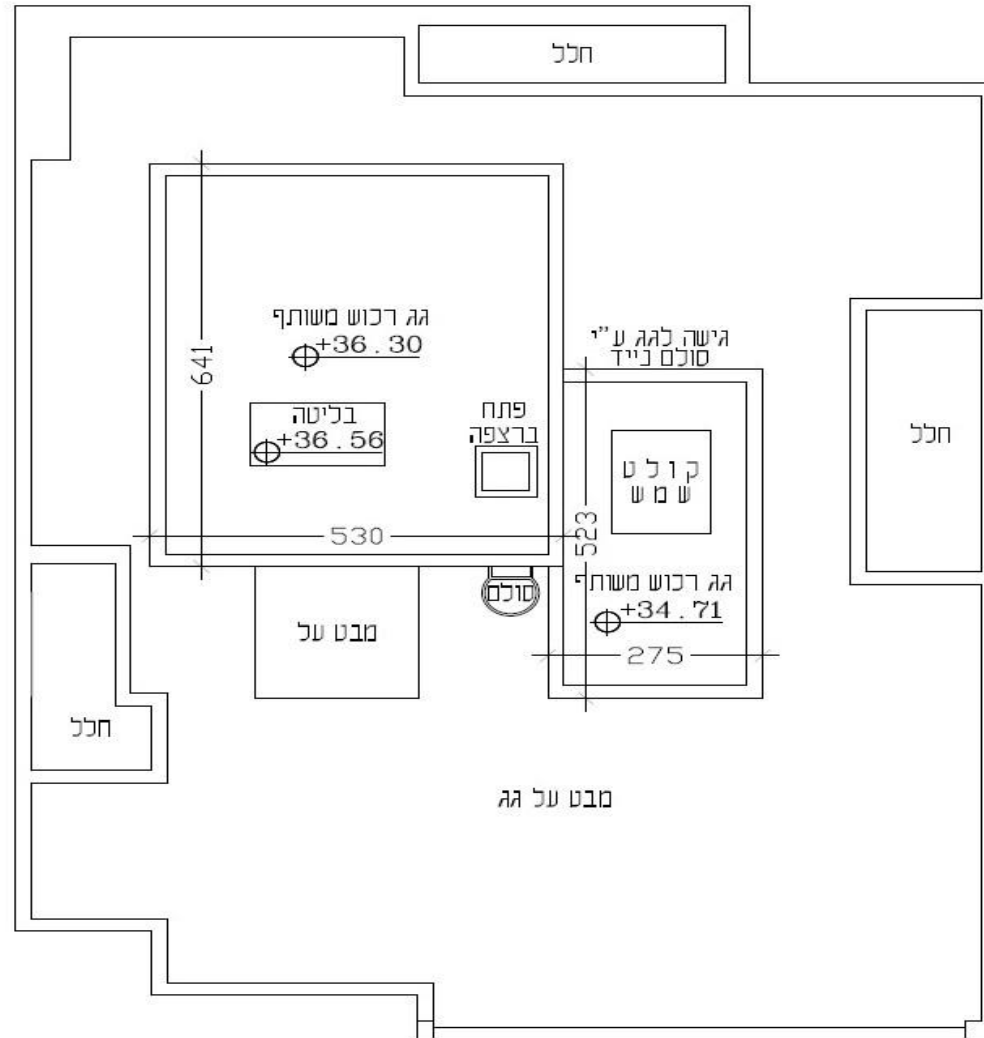 חלל
גג רכוש משותף
+36.30
641
גישה לגג ע"י
סולם נייד
בליטה
+36.56
פתח
ברצפה
חלל
קולט
שמש
530
523
גג רכוש משותף
+34.71
סולם
מבט על
275
חלל
מבט על גג